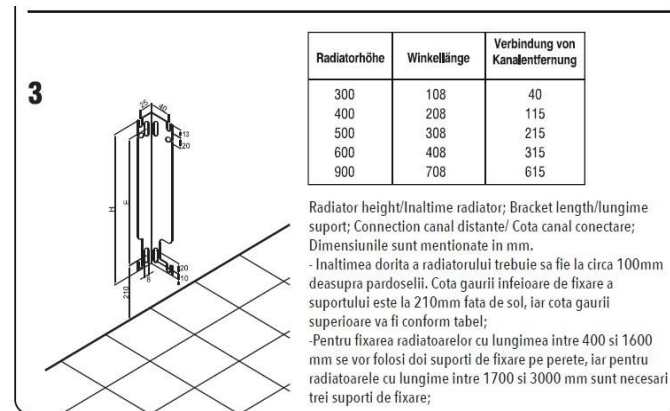 3
Radiatorhöhe Winkellänge Verbindung von Kanalentfernung
300 108 40
400 208 115
500 308 215
600 408 315
900 708 615
25
40
13
20
H
F
20
10
8
210
Radiator height/Inaltime radiator; Bracket length/lungime
suport; Connection canal distante/ Cota canal conectare;
Dimensiunile sunt mentionate in mm.
- Inaltimea dorita a radiatorului trebuie sa fie la circa 100mm
deasupra pardoselii. Cota gaurii infeioare de fixare a
suportului este la 210mm fata de sol, iar cota gaurii
superioare va fi conform tabel;
-Pentru fixarea radiatoarelor cu lungimea intre 400 si 1600
mm se vor folosi doi suporti de fixare pe perete, iar pentru
radiatoarele cu lungime intre 1700 si 3000 mm sunt necesari
trei suporti de fixare;